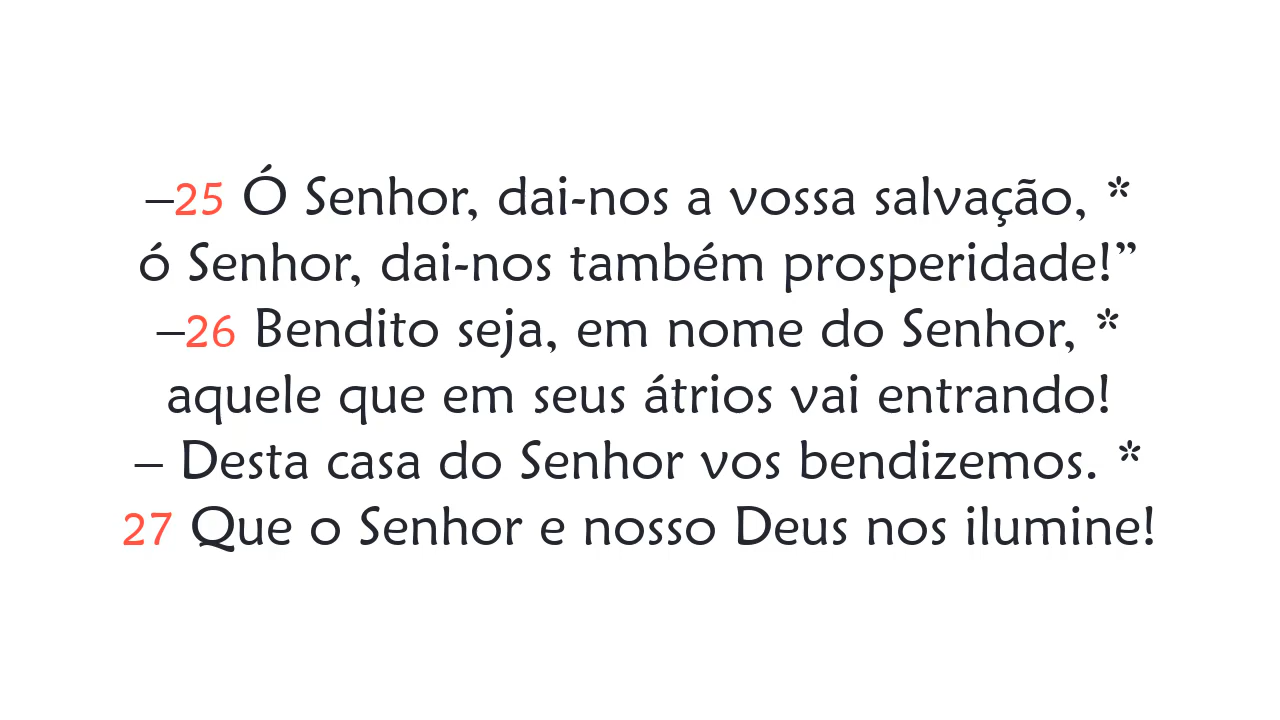 –25 Ó Senhor, dai-nos a vossa salvação, *
ó Senhor, dai-nos também prosperidade!”
–26 Bendito seja, em nome do Senhor, *
aquele que em seus átrios vai entrando!
– Desta casa do Senhor vos bendizemos. *
27 Que o Senhor e nosso Deus nos ilumine!